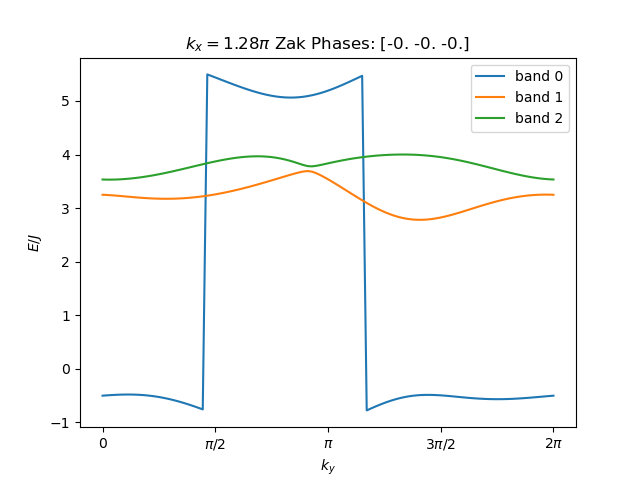 $k_x = 1.28\pi$ Zak Phases: [-0. -0. -0.]
band 0
band 1
band 2
5
4
3
2
1
0
−1
E/J
0
π/2
π
3π/2
2π
$k_y$